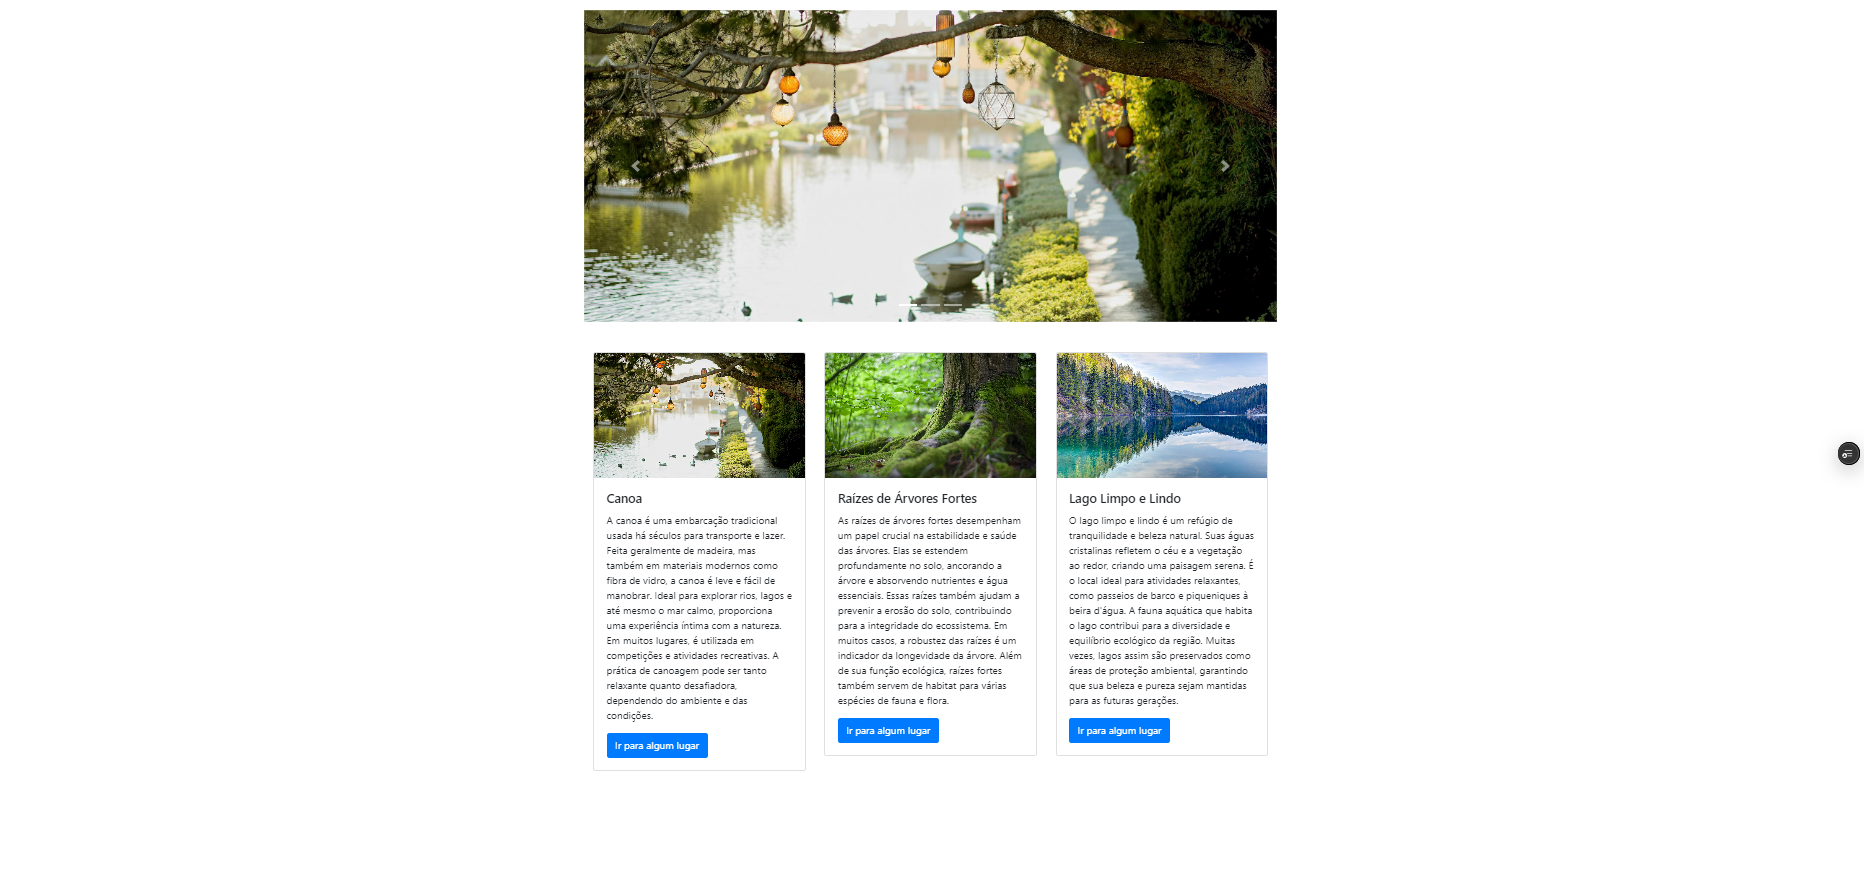 Canoa
A canoa é uma embarcação tradicional
usada há séculos para transporte e lazer.
Feita geralmente de madeira, mas
também em materiais modernos como
fibra de vidro, a canoa é leve e fácil de
manobrar. Ideal para explorar rios, lagos e
até mesmo o mar calmo, proporciona
uma experiência íntima com a natureza.
Em muitos lugares, é utilizada em
competições e atividades recreativas. A
prática de canoagem pode ser tanto
relaxante quanto desafiadora,
dependendo do ambiente e das
condições.
Ir para algum lugar
Raízes de Árvores Fortes
As raízes de árvores fortes desempenham
um papel crucial na estabilidade e saúde
das árvores. Elas se estendem
profundamente no solo, ancorando a
árvore e absorvendo nutrientes e água
essenciais. Essas raízes também ajudam a
prevenir a erosão do solo, contribuindo
para a integridade do ecossistema. Em
muitos casos, a robustez das raízes é um
indicador da longevidade da árvore. Além
de sua função ecológica, raízes fortes
também servem de habitat para várias
espécies de fauna e flora.
Ir para algum lugar
Lago Limpo e Lindo
O lago limpo e lindo é um refúgio de
tranquilidade e beleza natural. Suas águas
cristalinas refletem o céu e a vegetação
ao redor, criando uma paisagem serena. É
o local ideal para atividades relaxantes,
como passeios de barco e piqueniques à
beira d'água. A fauna aquática que habita
o lago contribui para a diversidade e
equilíbrio ecológico da região. Muitas
vezes, lagos assim são preservados como
áreas de proteção ambiental, garantindo
que sua beleza e pureza sejam mantidas
para as futuras gerações.
Ir para algum lugar